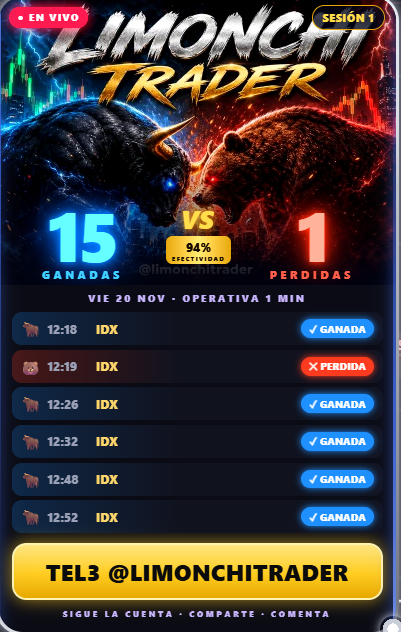 • EN VIVO
SESIÓN 1
LIMONCHI
TRADER
15 VS 1
94%
EFECTIVIDAD
GANADAS PERDIDAS
@limonchitrader
VIE 20 NOV · OPERATIVA 1 MIN
12:18 IDX ✓ GANADA
12:19 IDX ✕ PERDIDA
12:26 IDX ✓ GANADA
12:32 IDX ✓ GANADA
12:48 IDX ✓ GANADA
12:52 IDX ✓ GANADA
TEL3 @LIMONCHITRADER
SIGUE LA CUENTA · COMPARTE · COMENTA